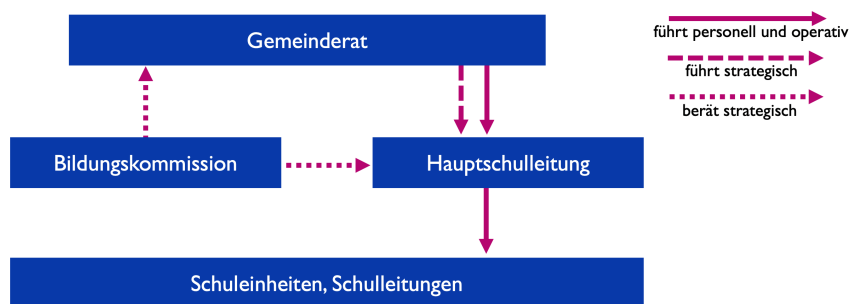 Gemeinderat
führt personell und operativ
führt strategisch
berät strategisch
Bildungskommission
Hauptschulleitung
Schuleinheiten, Schulleitungen